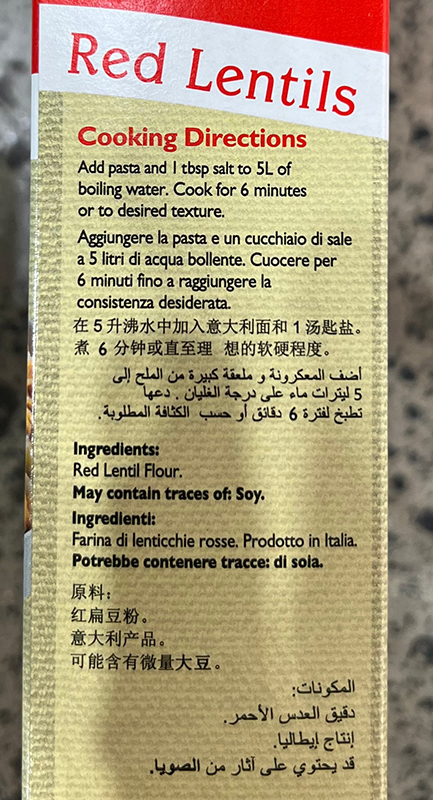 Red Lentils
Cooking Directions
Add pasta and 1 tbsp salt to 5L of
boiling water. Cook for 6 minutes
or to desired texture.
Aggiungere la pasta e un cucchiaio di sale
a 5 litri di acqua bollente. Cuocere per
6 minuti fino a raggiungere la
consistenza desiderata.
在 5 升沸水中加入意大利面和 1 汤匙盐。
煮 6 分钟或直至理 想的软硬程度。
أضف المعكرونة و ملعقة كبيرة من الملح إلى
5 ليترات ماء على درجة الغليان . دعها
تطبخ لفترة 6 دقائق أو حسب الكثافة المطلوبة.
Ingredients:
Red Lentil Flour.
May contain traces of: Soy.
Ingredienti:
Farina di lenticchie rosse. Prodotto in Italia.
Potrebbe contenere tracce: di soia.
原料：
红扁豆粉。
意大利产品。
可能含有微量大豆。
المكونات:
دقيق العدس الأحمر.
إنتاج إيطاليا.
قد يحتوي على آثار من الصويا.